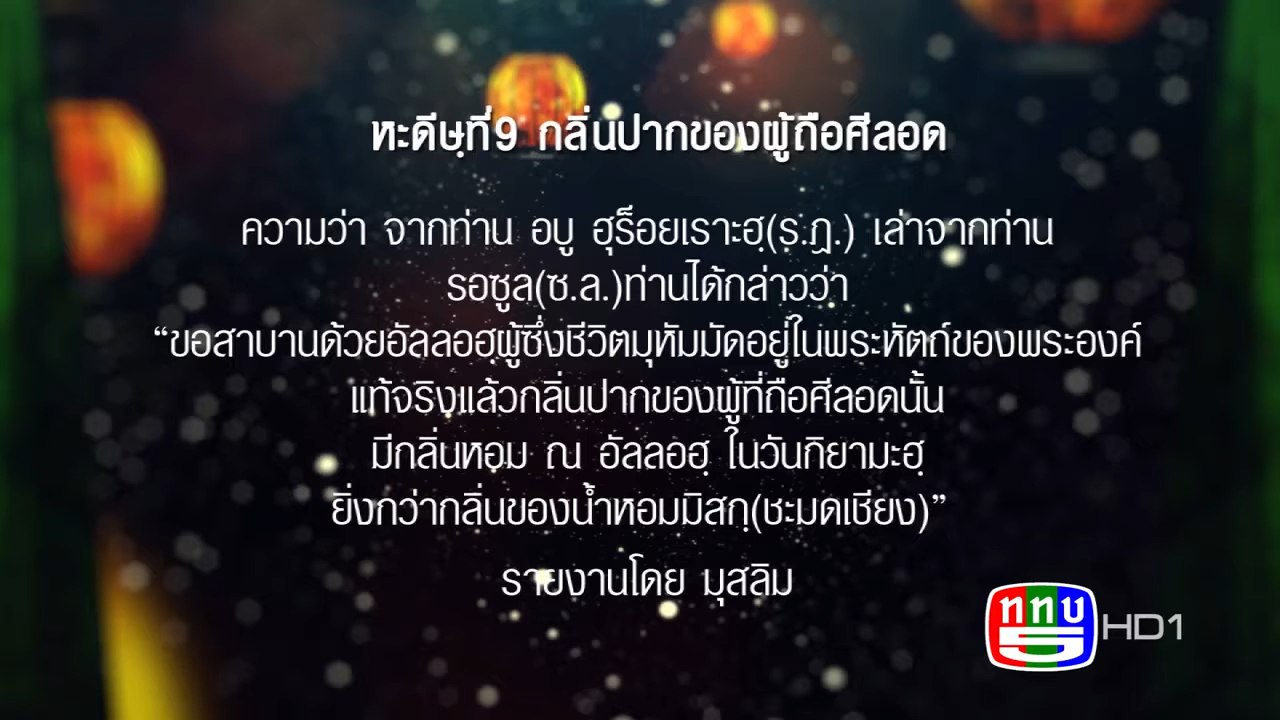 หะดีษฺที่9 กลิ่นปากของผู้ถือศีลอด
ความว่า จากท่าน อบู ฮุร็อยเราะฮฺ(ร.ฏ.) เล่าจากท่าน
รอซูล(ซ.ล.)ท่านได้กล่าวว่า
“ขอสาบานด้วยอัลลอฮฺผู้ซึ่งชีวิตมุหัมมัดอยู่ในพระหัตถ์ของพระองค์
แท้จริงแล้วกลิ่นปากของผู้ที่ถือศีลอดนั้น
มีกลิ่นหอม ณ อัลลอฮฺ ในวันกิยามะฮฺ
ยิ่งกว่ากลิ่นของน้ำหอมมิสกฺ(ชะมดเชียง)”
รายงานโดย มุสลิม
ททบ
5 HD1